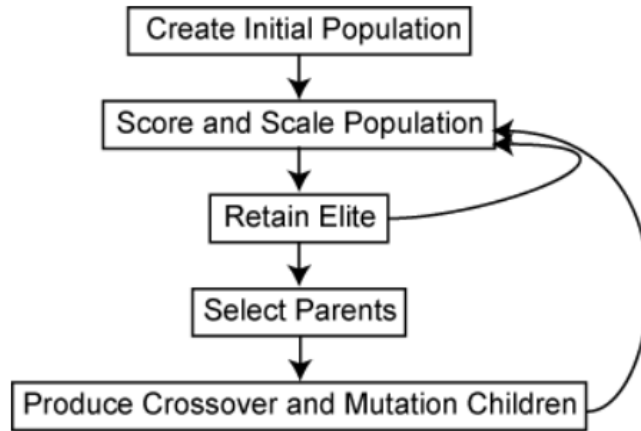 Create Initial Population
Score and Scale Population
Retain Elite
Select Parents
Produce Crossover and Mutation Children